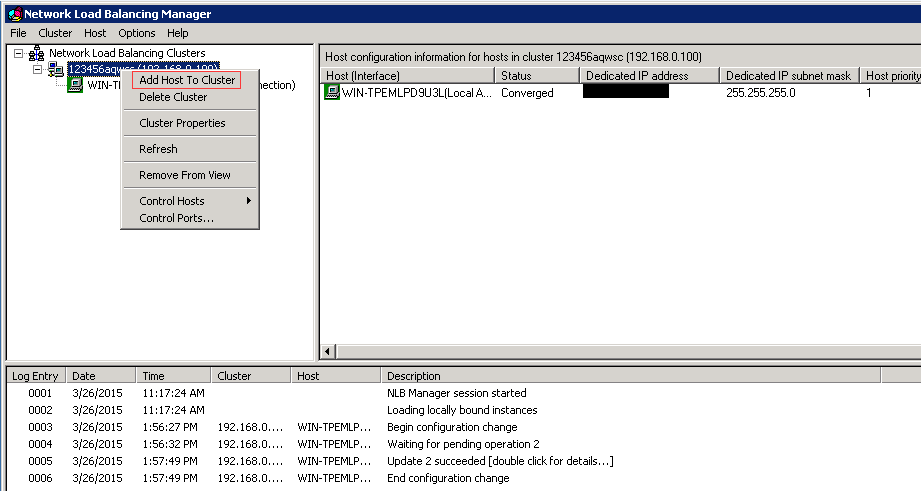 Network Load Balancing Manager
File Cluster Host Options Help
Network Load Balancing Clusters
123456aqwsc (192.168.0.100)
WIN-T nection)
Add Host To Cluster
Delete Cluster
Cluster Properties
Refresh
Remove From View
Control Hosts
Control Ports...
Host configuration information for hosts in cluster 123456aqwsc (192.168.0.100)
Host (Interface) Status Dedicated IP address Dedicated IP subnet mask Host priority
WIN-TPEMLPD9U3L(Local A... Converged 255.255.255.0 1
Log Entry Date Time Cluster Host Description
0001 3/26/2015 11:17:24 AM NLB Manager session started
0002 3/26/2015 11:17:24 AM Loading locally bound instances
0003 3/26/2015 1:56:27 PM 192.168.0.... WIN-TPEMLP... Begin configuration change
0004 3/26/2015 1:56:32 PM 192.168.0.... WIN-TPEMLP... Waiting for pending operation 2
0005 3/26/2015 1:57:49 PM 192.168.0.... WIN-TPEMLP... Update 2 succeeded [double click for details...]
0006 3/26/2015 1:57:49 PM 192.168.0.... WIN-TPEMLP... End configuration change